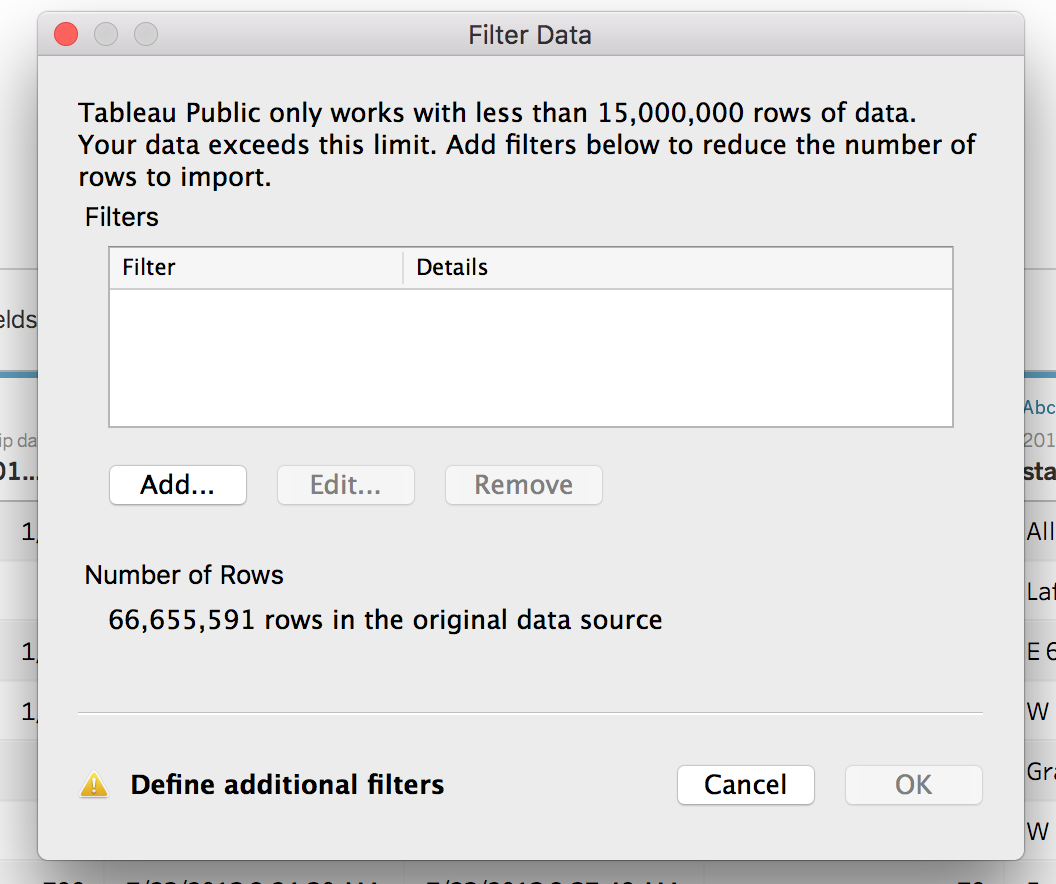 Filter Data
Tableau Public only works with less than 15,000,000 rows of data.
Your data exceeds this limit. Add filters below to reduce the number of
rows to import.
Filters
Filter Details
elds
Abc
ip da
201
01...
sta
Add... Edit... Remove
1,
All
Number of Rows
Laf
66,655,591 rows in the original data source
1,
E 6
1,
W
Define additional filters
Cancel OK
Gra
W